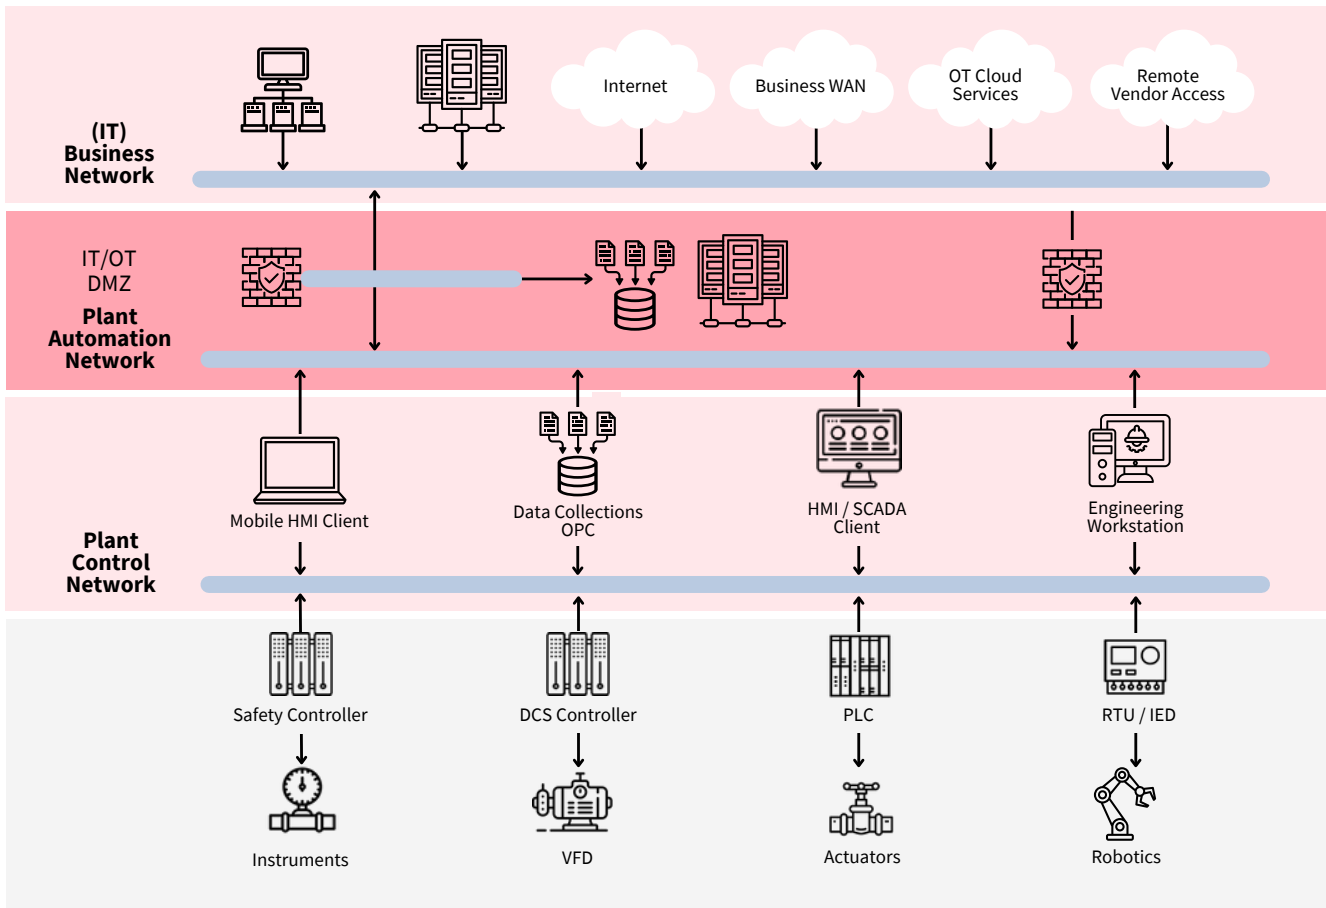 Internet
Business WAN
OT Cloud
Services
Remote
Vendor Access
(IT)
Business
Network
IT/OT
DMZ
Plant
Automation
Network
Mobile HMI Client
Data Collections
OPC
HMI / SCADA
Client
Engineering
Workstation
Plant
Control
Network
Safety Controller
DCS Controller
PLC
RTU / IED
Instruments
VFD
Actuators
Robotics